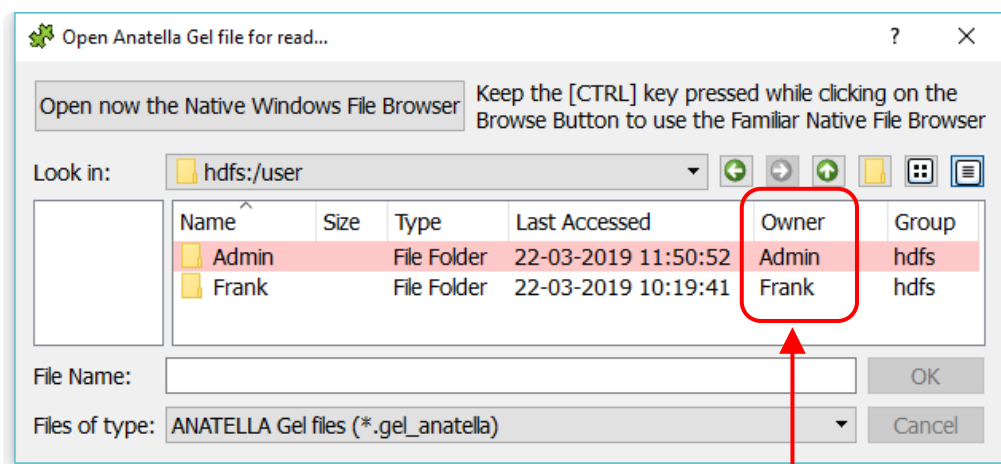 Open Anatella Gel file for read...
?
Open now the Native Windows File Browser
Keep the [CTRL] key pressed while clicking on the
Browse Button to use the Familiar Native File Browser
Look in:
hdfs:/user
Name Size Type Last Accessed Owner Group
Admin File Folder 22-03-2019 11:50:52 Admin hdfs
Frank File Folder 22-03-2019 10:19:41 Frank hdfs
File Name:
OK
Files of type:
ANATELLA Gel files (*.gel_anatella)
Cancel